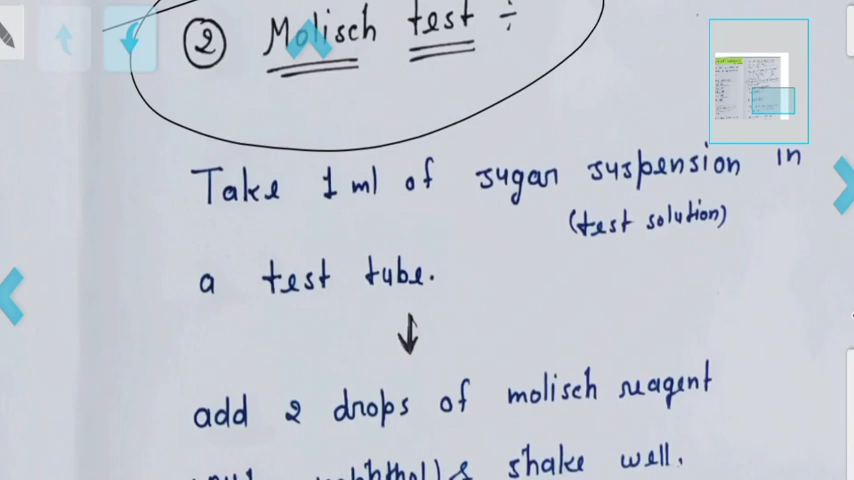 ② Molisch test ÷
Take 1 ml of sugar suspension in
(test solution)
a test tube.
↓
add 2 drops of molisch reagent
shake well.